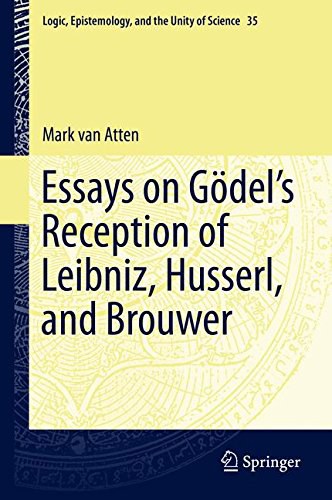 Logic, Epistemology, and the Unity of Science 35
Mark van Atten
Essays on Gödel’s
Reception of
Leibniz, Husserl,
and Brouwer
Springer